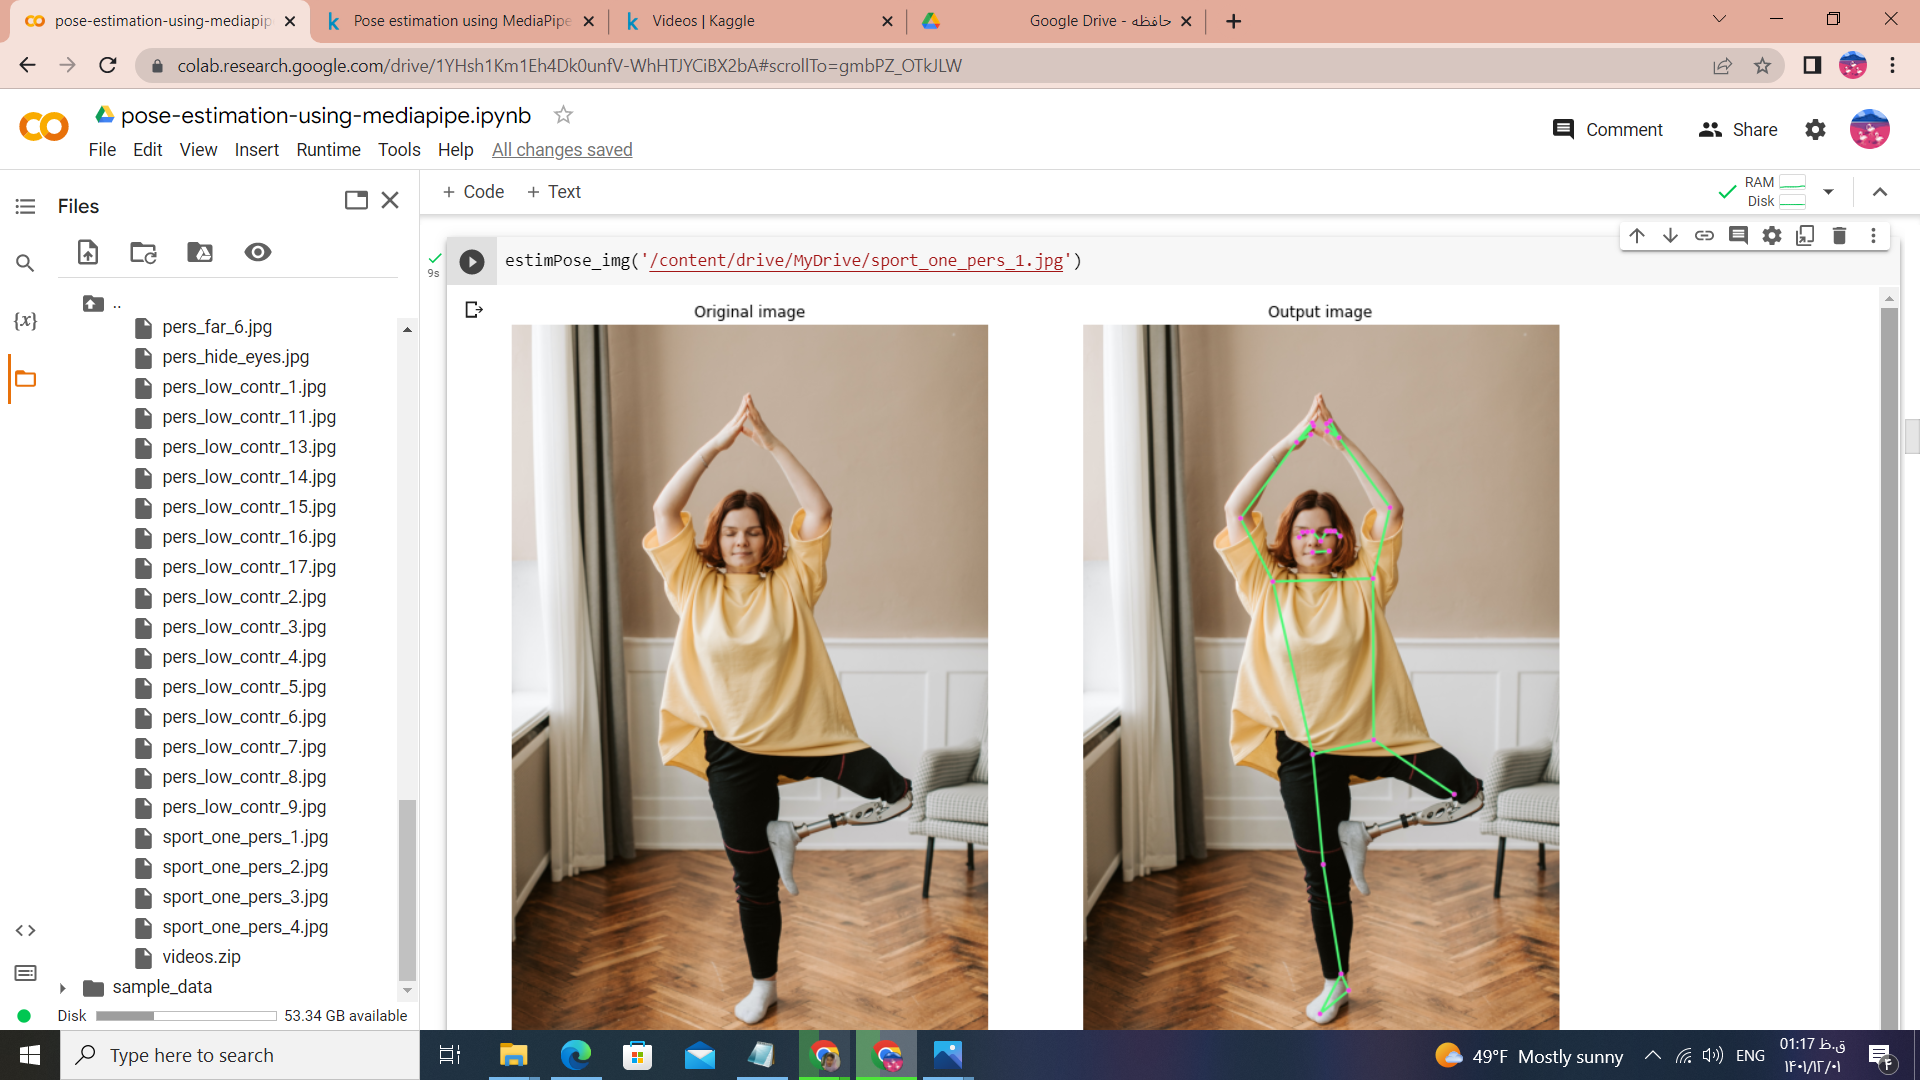 pose-estimation-using-mediapip
Pose estimation using MediaPipe
Videos | Kaggle
حافظه - Google Drive
colab.research.google.com/drive/1YHsh1Km1Eh4Dk0unfV-WhHTJYCiBX2bA#scrollTo=gmbPZ_OTkJLW
pose-estimation-using-mediapipe.ipynb
Comment
Share
File Edit View Insert Runtime Tools Help All changes saved
Files
+ Code + Text
RAM
Disk
{x}
..
pers_far_6.jpg
pers_hide_eyes.jpg
pers_low_contr_1.jpg
pers_low_contr_11.jpg
pers_low_contr_13.jpg
pers_low_contr_14.jpg
pers_low_contr_15.jpg
pers_low_contr_16.jpg
pers_low_contr_17.jpg
pers_low_contr_2.jpg
pers_low_contr_3.jpg
pers_low_contr_4.jpg
pers_low_contr_5.jpg
pers_low_contr_6.jpg
pers_low_contr_7.jpg
pers_low_contr_8.jpg
pers_low_contr_9.jpg
sport_one_pers_1.jpg
sport_one_pers_2.jpg
sport_one_pers_3.jpg
sport_one_pers_4.jpg
videos.zip
sample_data
Disk 53.34 GB available
9s
estimPose_img('/content/drive/MyDrive/sport_one_pers_1.jpg')
Original image
Output image
Type here to search
49°F Mostly sunny
ENG
01:17 ق.ظ
۱۴۰۱/۱۲/۰۱
۴